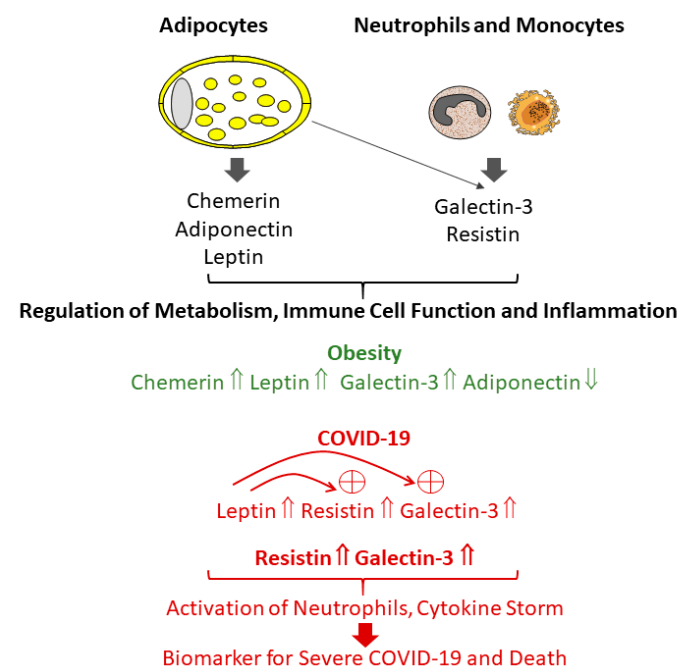 Adipocytes
Neutrophils and Monocytes
Chemerin
Adiponectin
Leptin
Galectin-3
Resistin
Regulation of Metabolism, Immune Cell Function and Inflammation
Obesity
Chemerin ⇑ Leptin ⇑ Galectin-3 ⇑ Adiponectin ⇓
COVID-19
Leptin ⇑ Resistin ⇑ Galectin-3 ⇑
Resistin ⇑ Galectin-3 ⇑
Activation of Neutrophils, Cytokine Storm
Biomarker for Severe COVID-19 and Death